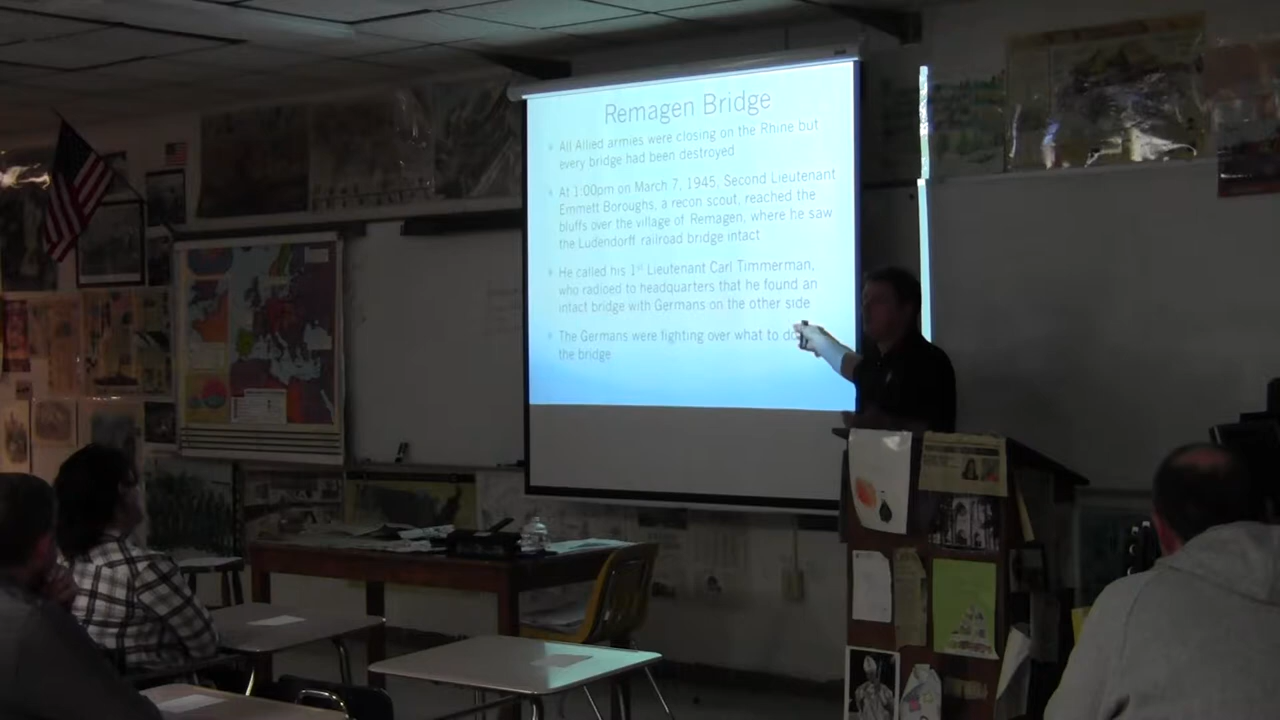 Remagen Bridge
All Allied armies were closing on the Rhine but
every bridge had been destroyed
At 1:00pm on March 7, 1945, Second Lieutenant
Emmett Boroughs, a recon scout, reached the
bluffs over the village of Remagen, where he saw
the Ludendorff railroad bridge intact
He called his 1st Lieutenant Carl Timmerman,
who radioed to headquarters that he found an
intact bridge with Germans on the other side
The Germans were fighting over what to do
the bridge